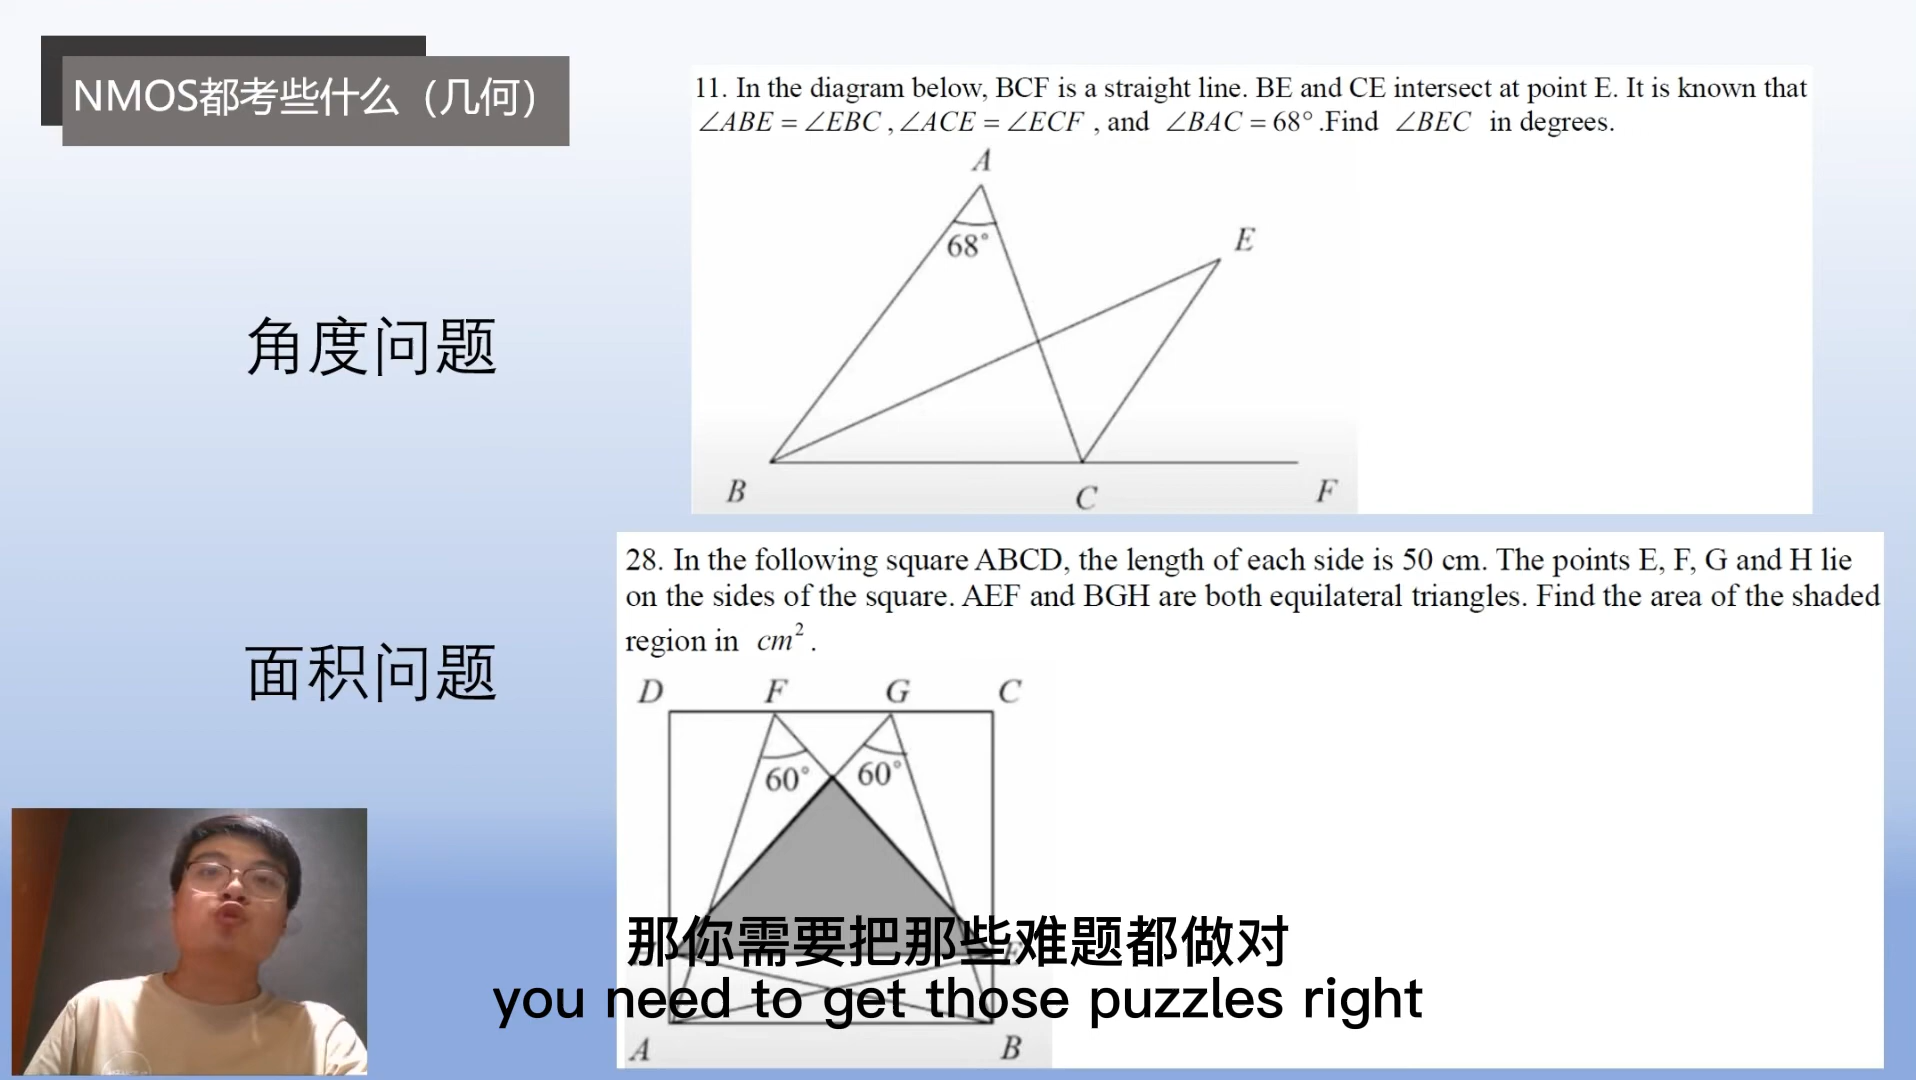 NMOS都考些什么（几何）
11. In the diagram below, BCF is a straight line. BE and CE intersect at point E. It is known that
∠ABE = ∠EBC , ∠ACE = ∠ECF , and ∠BAC = 68° .Find ∠BEC in degrees.
A
68°
E
B
C
F
角度问题
28. In the following square ABCD, the length of each side is 50 cm. The points E, F, G and H lie
on the sides of the square. AEF and BGH are both equilateral triangles. Find the area of the shaded
region in cm² .
面积问题
D F G C
60° 60°
E
A B
那你需要把那些难题都做对
you need to get those puzzles right